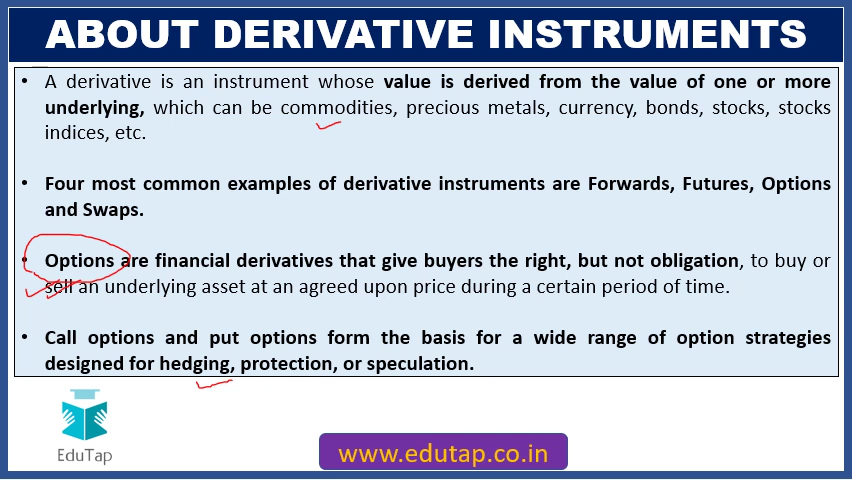 ABOUT DERIVATIVE INSTRUMENTS
• A derivative is an instrument whose value is derived from the value of one or more
underlying, which can be commodities, precious metals, currency, bonds, stocks, stocks
indices, etc.
• Four most common examples of derivative instruments are Forwards, Futures, Options
and Swaps.
• Options are financial derivatives that give buyers the right, but not obligation, to buy or
sell an underlying asset at an agreed upon price during a certain period of time.
• Call options and put options form the basis for a wide range of option strategies
designed for hedging, protection, or speculation.
EduTap
www.edutap.co.in